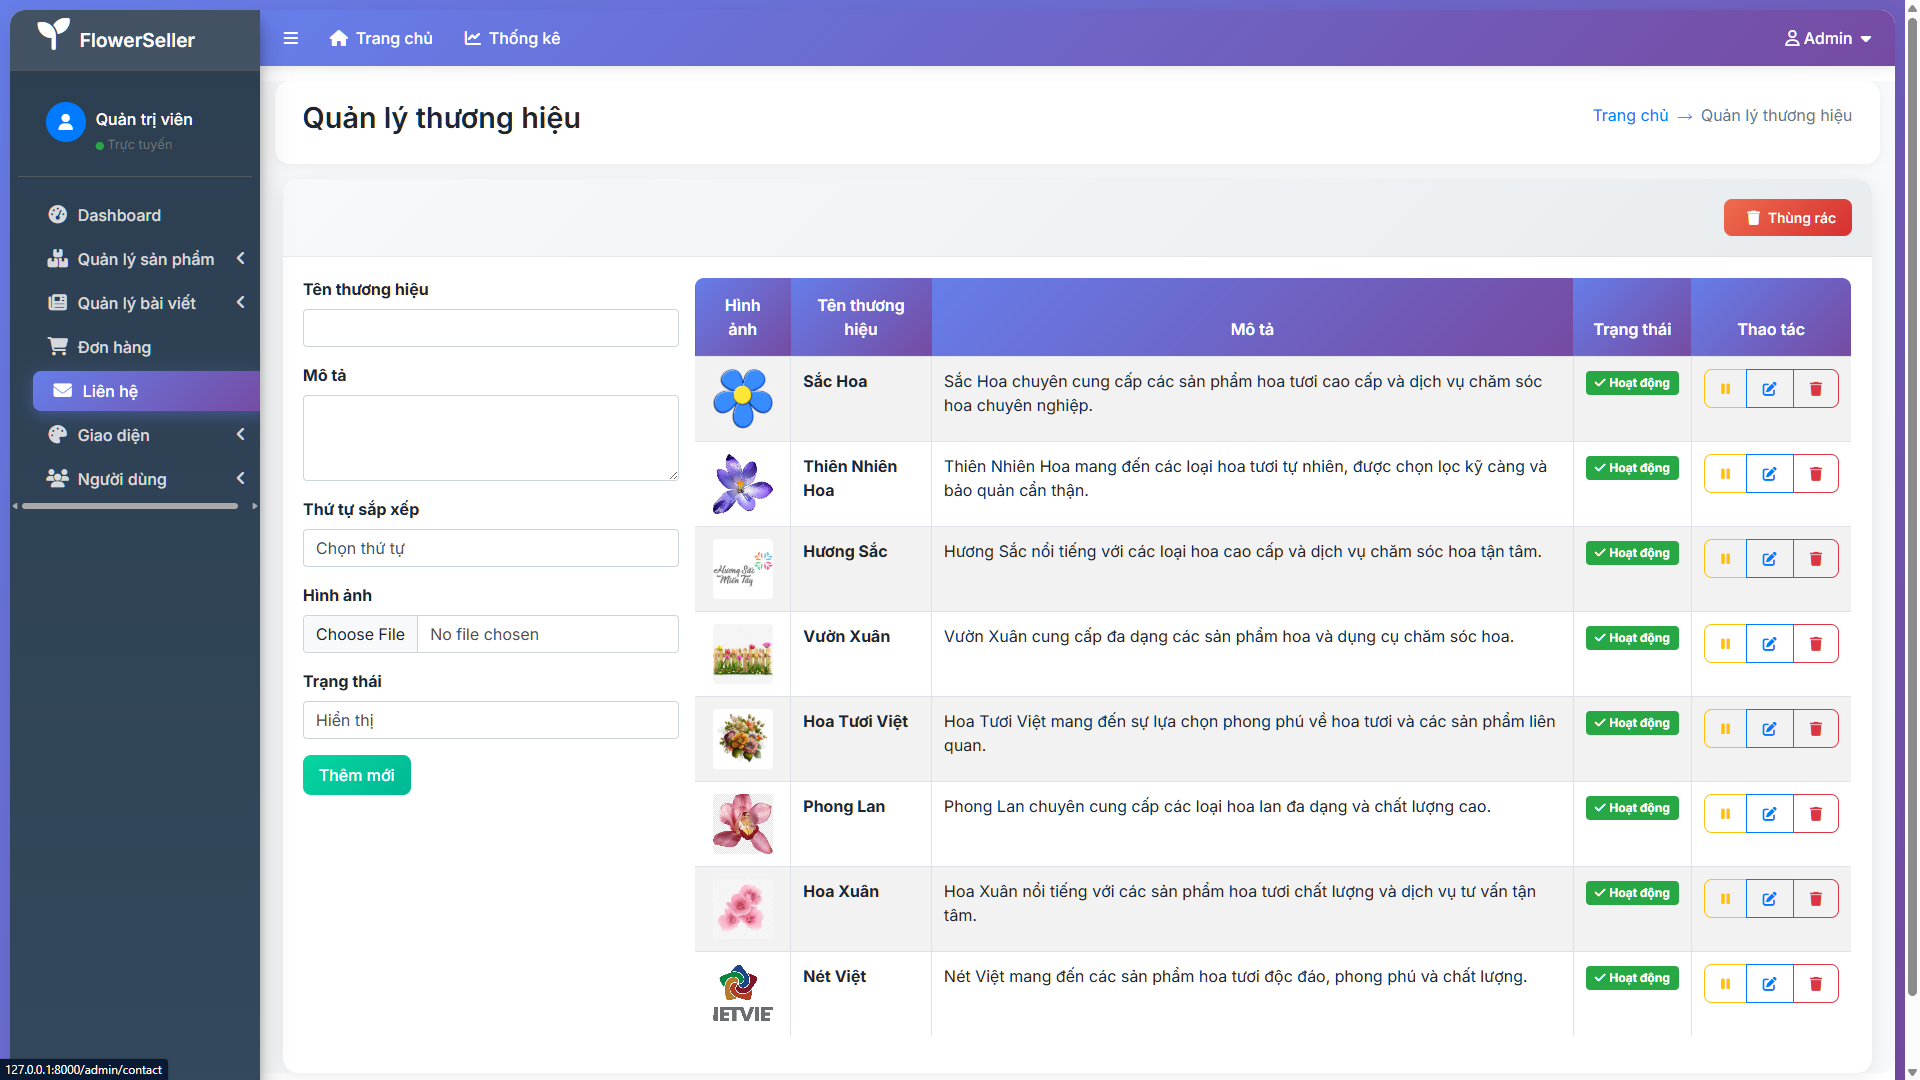 FlowerSeller
Trang chủ
Thống kê
Admin
Quản trị viên
Trực tuyến
Dashboard
Quản lý sản phẩm
Quản lý bài viết
Đơn hàng
Liên hệ
Giao diện
Người dùng
Quản lý thương hiệu
Trang chủ → Quản lý thương hiệu
Thùng rác
Tên thương hiệu
Mô tả
Thứ tự sắp xếp
Chọn thứ tự
Hình ảnh
Choose File No file chosen
Trạng thái
Hiển thị
Thêm mới
Hình ảnh
Tên thương hiệu
Mô tả
Trạng thái
Thao tác
Sắc Hoa
Sắc Hoa chuyên cung cấp các sản phẩm hoa tươi cao cấp và dịch vụ chăm sóc
hoa chuyên nghiệp.
Hoạt động
Thiên Nhiên
Hoa
Thiên Nhiên Hoa mang đến các loại hoa tươi tự nhiên, được chọn lọc kỹ càng và
bảo quản cẩn thận.
Hoạt động
Hương Sắc
Miền Tây
Hương Sắc
Hương Sắc nổi tiếng với các loại hoa cao cấp và dịch vụ chăm sóc hoa tận tâm.
Hoạt động
Vườn Xuân
Vườn Xuân cung cấp đa dạng các sản phẩm hoa và dụng cụ chăm sóc hoa.
Hoạt động
Hoa Tươi Việt
Hoa Tươi Việt mang đến sự lựa chọn phong phú về hoa tươi và các sản phẩm liên
quan.
Hoạt động
Phong Lan
Phong Lan chuyên cung cấp các loại hoa lan đa dạng và chất lượng cao.
Hoạt động
Hoa Xuân
Hoa Xuân nổi tiếng với các sản phẩm hoa tươi chất lượng và dịch vụ tư vấn tận
tâm.
Hoạt động
NETVIE
Nét Việt
Nét Việt mang đến các sản phẩm hoa tươi độc đáo, phong phú và chất lượng.
Hoạt động
127.0.0.1:8000/admin/contact